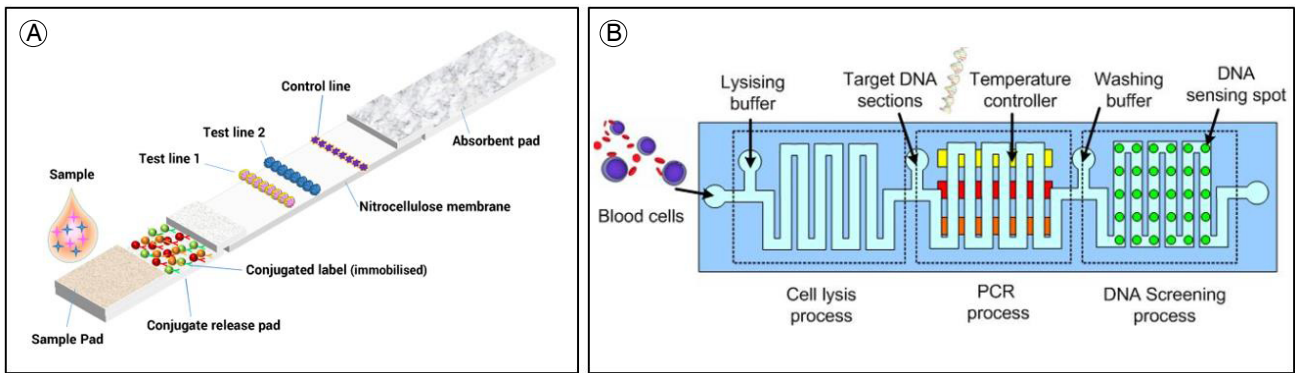 A
Control line
Test line 2
Absorbent pad
Test line 1
Sample
Nitrocellulose membrane
Conjugated label (immobilised)
Conjugate release pad
Sample Pad
B
Lysising
buffer
Target DNA
sections
Temperature
controller
Washing
buffer
DNA
sensing spot
Blood cells
Cell lysis
process
PCR
process
DNA Screening
process